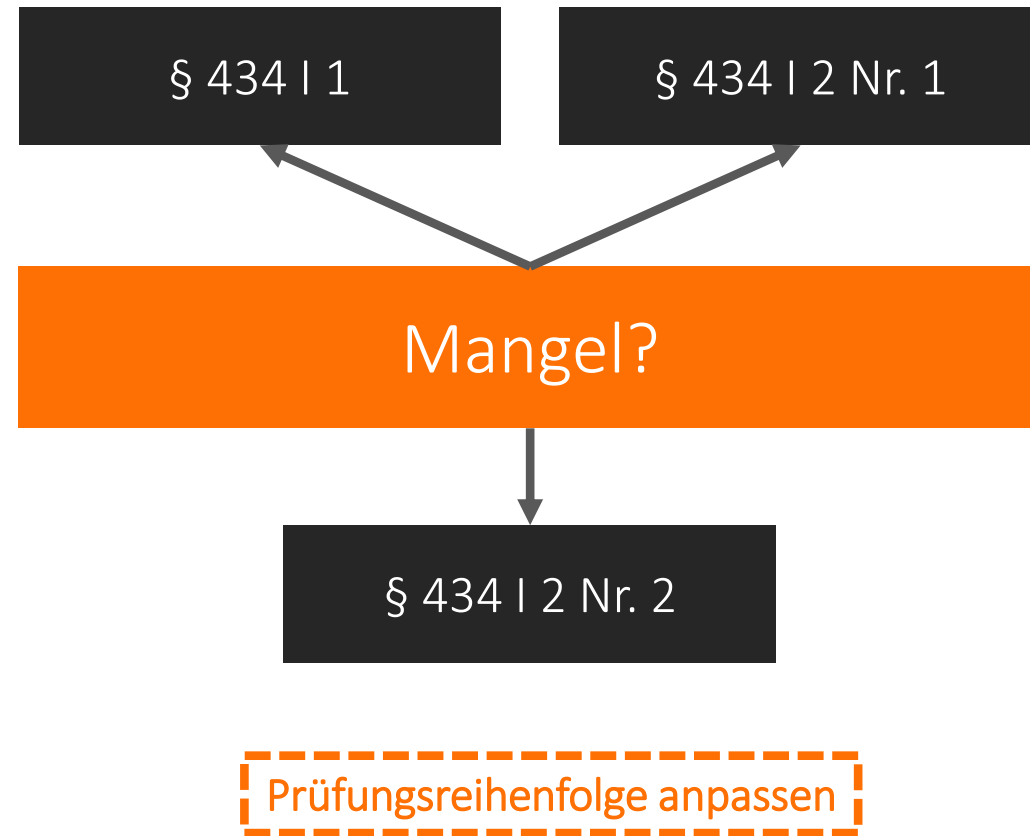 § 434 I 1
§ 434 I 2 Nr. 1
Mangel?
§ 434 I 2 Nr. 2
Prüfungsreihenfolge anpassen